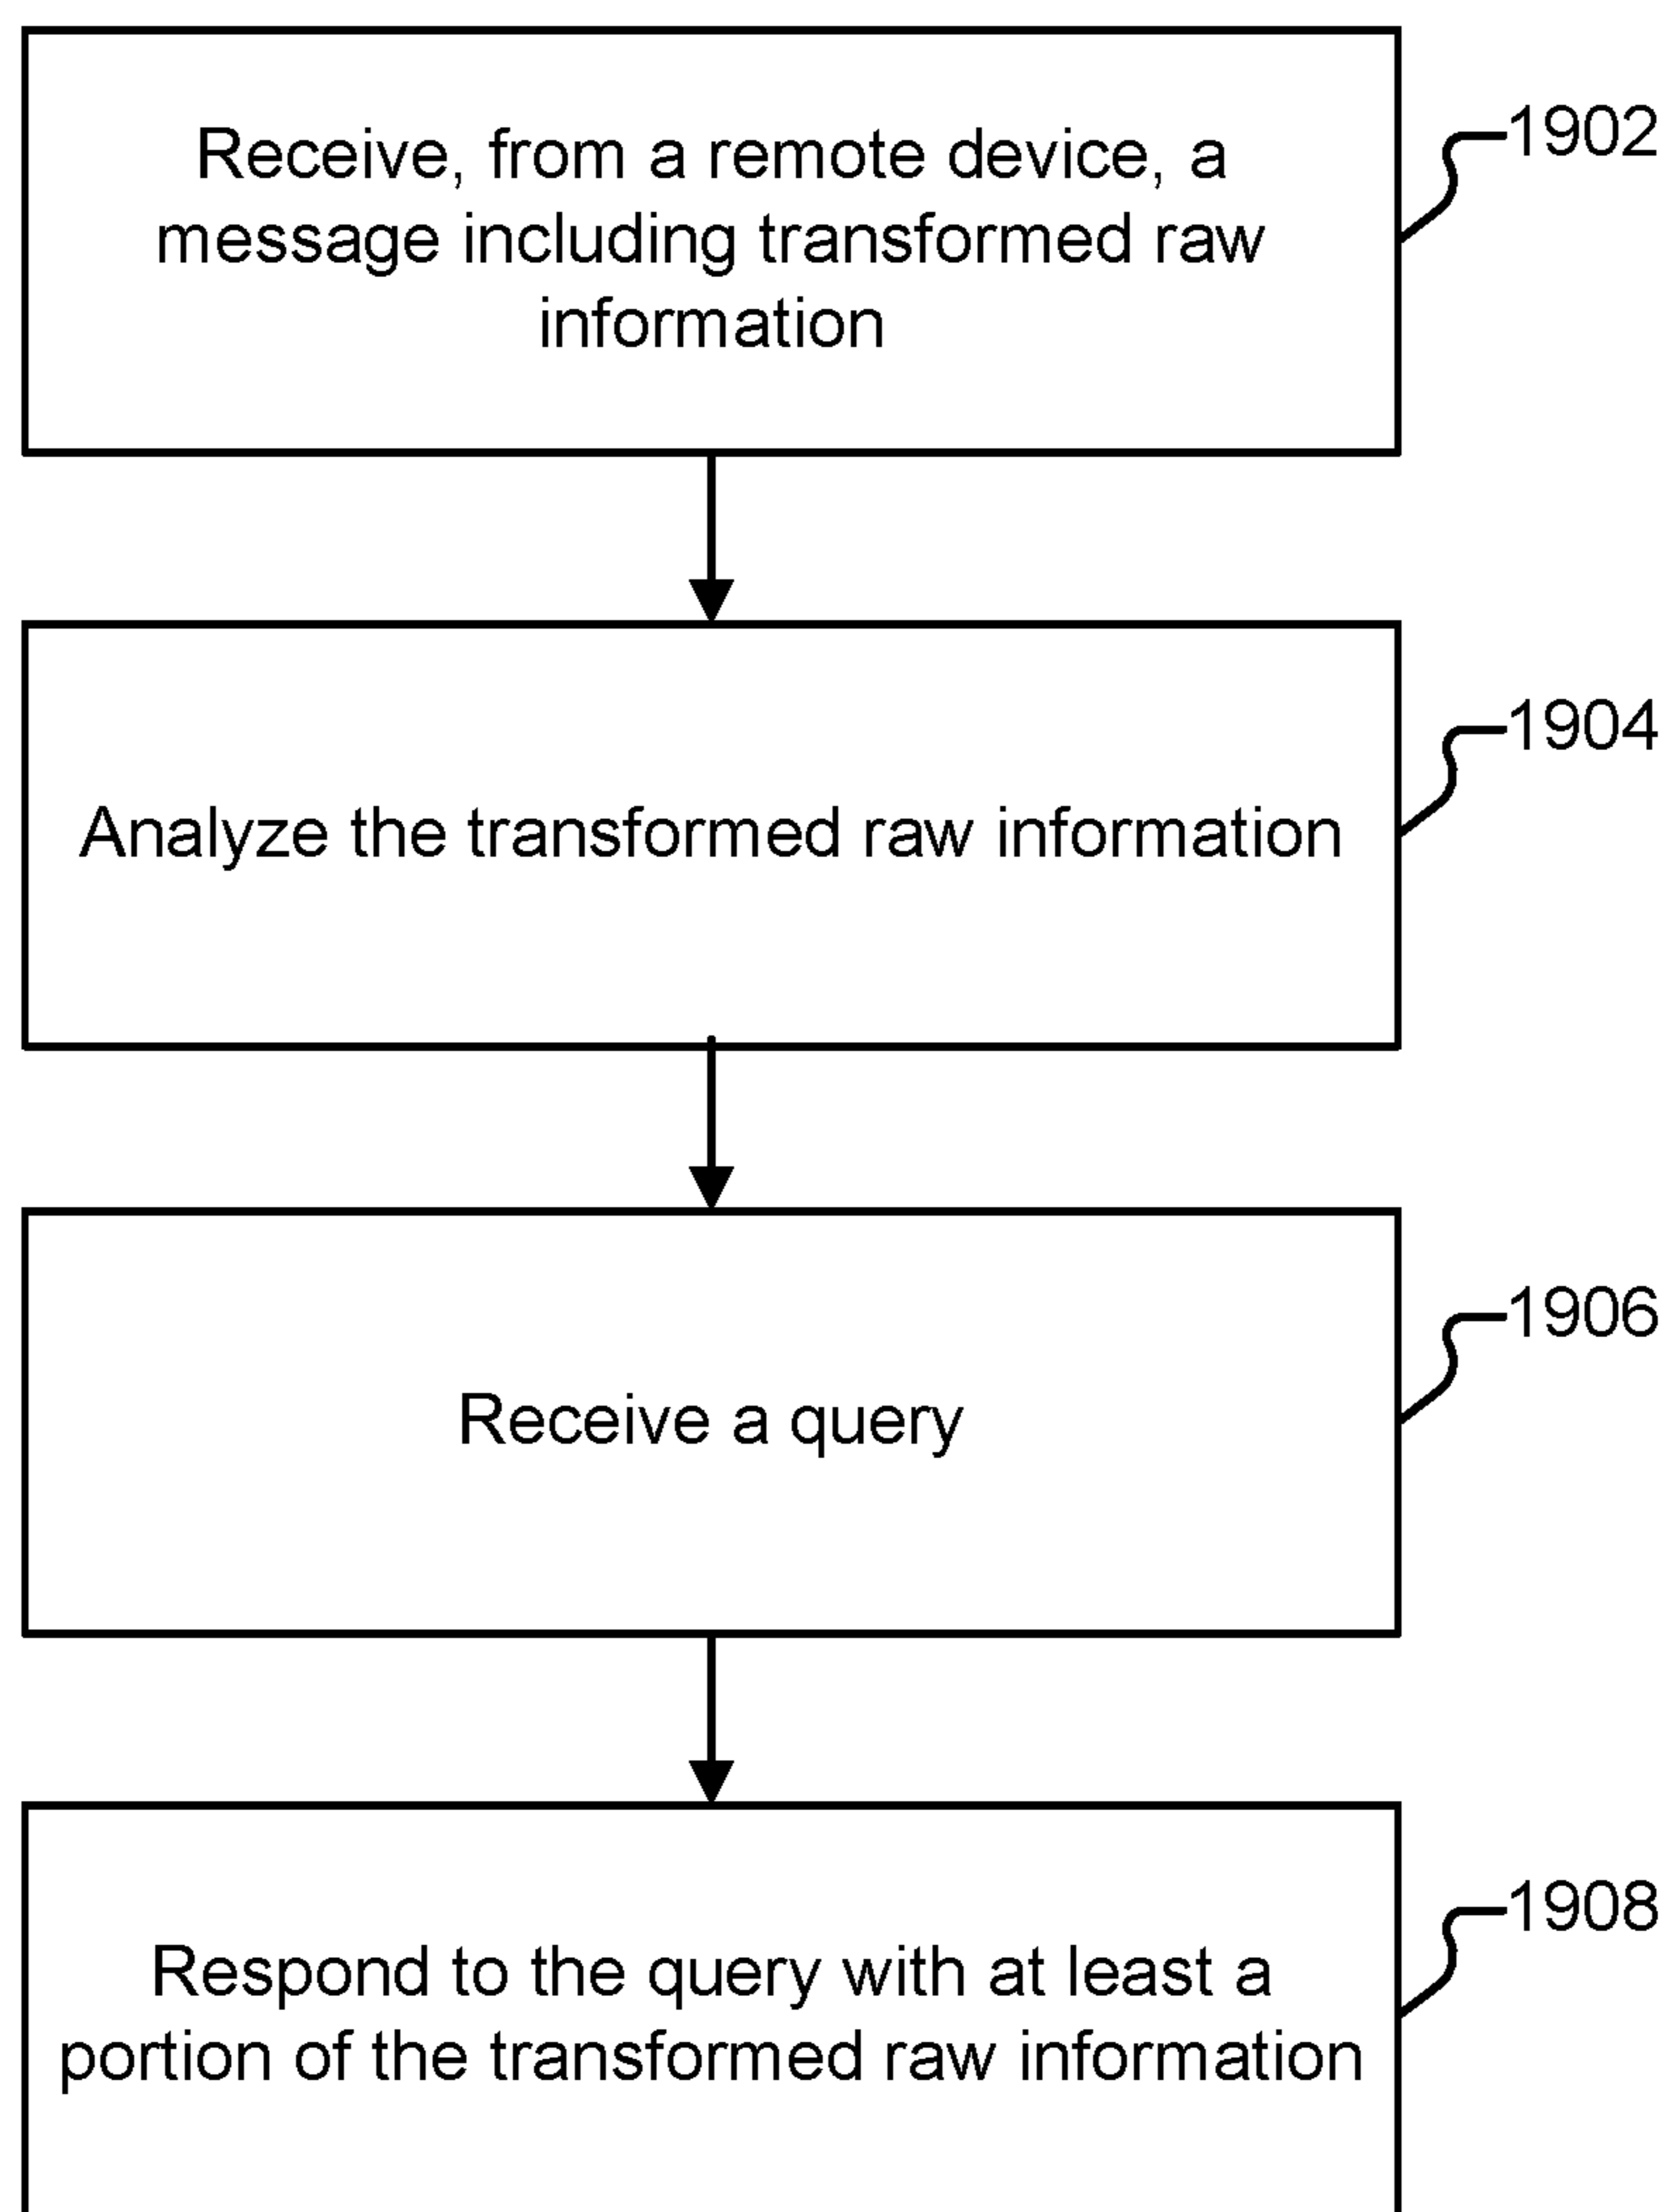 Receive, from a remote device, a
message including transformed raw
information
1902
Analyze the transformed raw information
1904
Receive a query
1906
Respond to the query with at least a
portion of the transformed raw information
1908